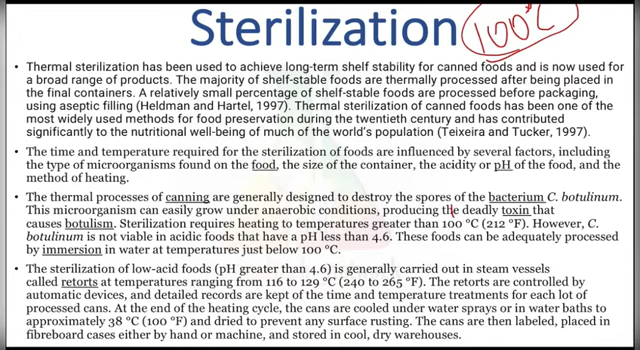 Sterilization
100°C
• Thermal sterilization has been used to achieve long-term shelf stability for canned foods and is now used for
a broad range of products. The majority of shelf-stable foods are thermally processed after being placed in
the final containers. A relatively small percentage of shelf-stable foods are processed before packaging,
using aseptic filling (Heldman and Hartel, 1997). Thermal sterilization of canned foods has been one of the
most widely used methods for food preservation during the twentieth century and has contributed
significantly to the nutritional well-being of much of the world's population (Teixeira and Tucker, 1997).
• The time and temperature required for the sterilization of foods are influenced by several factors, including
the type of microorganisms found on the food, the size of the container, the acidity or pH of the food, and the
method of heating.
• The thermal processes of canning are generally designed to destroy the spores of the bacterium C. botulinum.
This microorganism can easily grow under anaerobic conditions, producing the deadly toxin that
causes botulism. Sterilization requires heating to temperatures greater than 100 °C (212 °F). However, C.
botulinum is not viable in acidic foods that have a pH less than 4.6. These foods can be adequately processed
by immersion in water at temperatures just below 100 °C.
• The sterilization of low-acid foods (pH greater than 4.6) is generally carried out in steam vessels
called retorts at temperatures ranging from 116 to 129 °C (240 to 265 °F). The retorts are controlled by
automatic devices, and detailed records are kept of the time and temperature treatments for each lot of
processed cans. At the end of the heating cycle, the cans are cooled under water sprays or in water baths to
approximately 38 °C (100 °F) and dried to prevent any surface rusting. The cans are then labeled, placed in
fibreboard cases either by hand or machine, and stored in cool, dry warehouses.